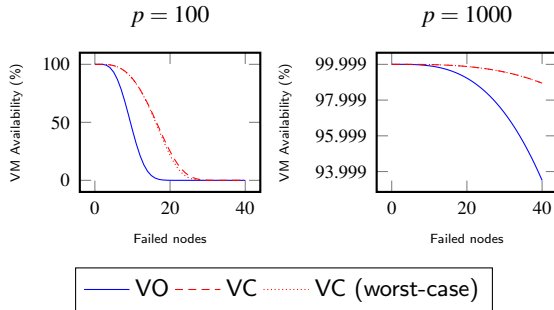 p = 100
VM Availability (%)
100
50
0
0 20 40
Failed nodes
p = 1000
VM Availability (%)
99.999
97.999
95.999
93.999
0 20 40
Failed nodes
VO VC VC (worst-case)